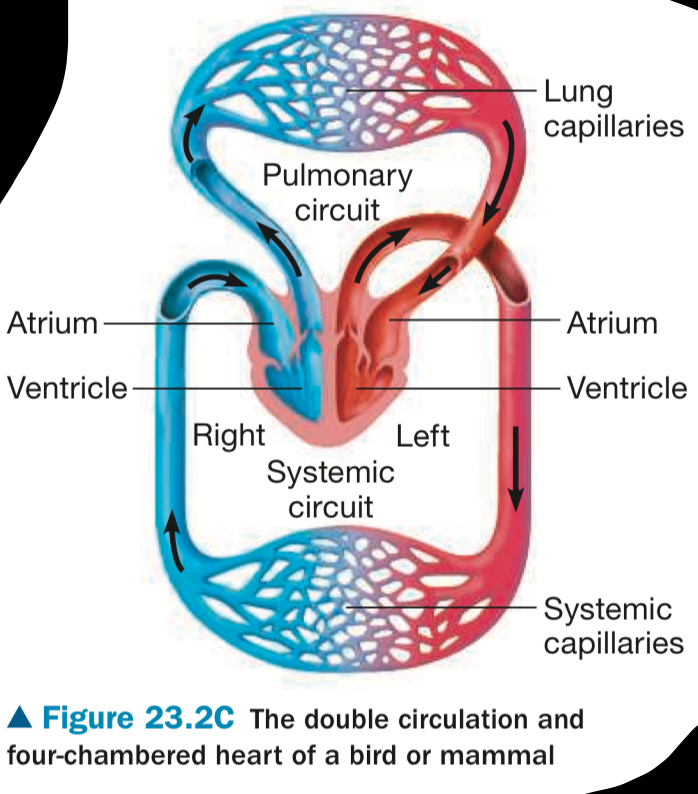 Lung
capillaries
Pulmonary
circuit
Atrium
Atrium
Ventricle
Ventricle
Right
Left
Systemic
circuit
Systemic
capillaries
▲ Figure 23.2C The double circulation and
four-chambered heart of a bird or mammal